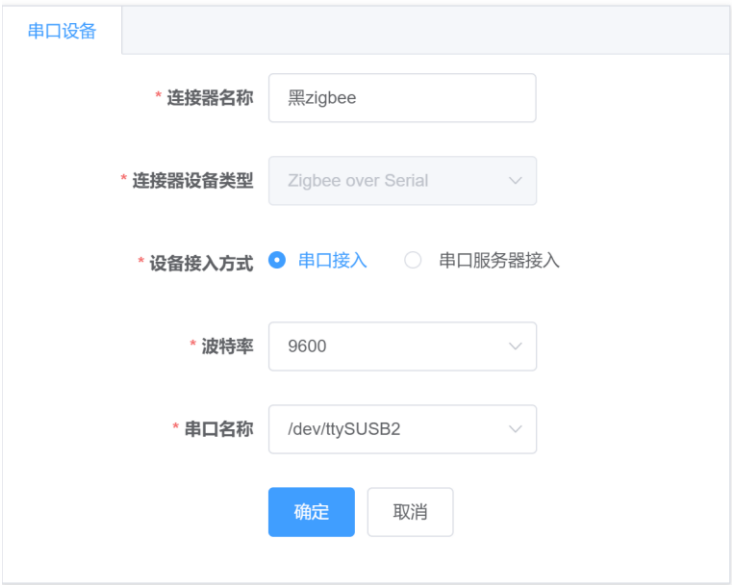 串口设备
* 连接器名称 黑zigbee
* 连接器设备类型 Zigbee over Serial
* 设备接入方式 串口接入 串口服务器接入
* 波特率 9600
* 串口名称 /dev/ttySUSB2
确定 取消